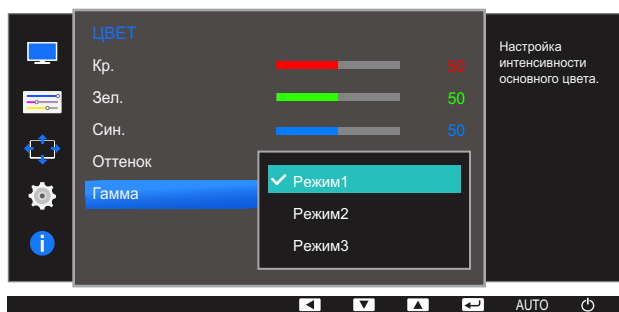 ЦВЕТ
Кр. 50
Зел. 50
Син. 50
Оттенок
Гамма
Режим1
Режим2
Режим3
Настройка
интенсивности
основного цвета.
AUTO